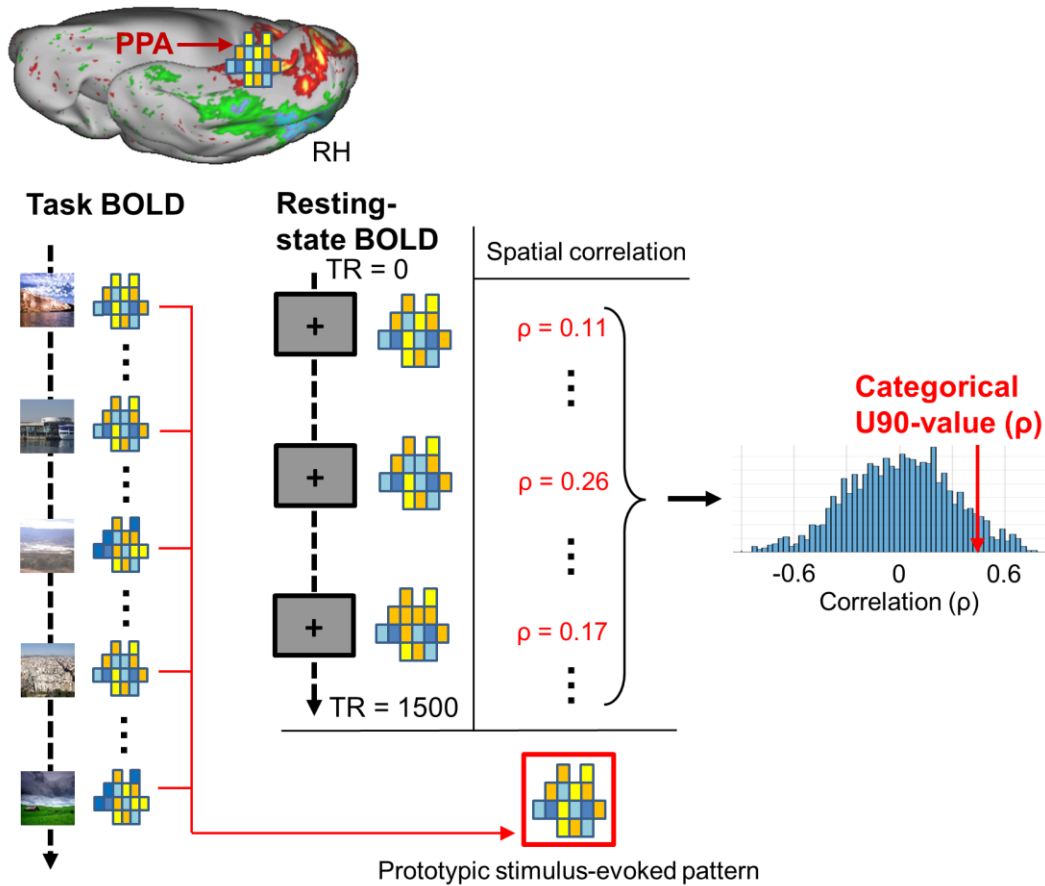 PPA
RH
Task BOLD
Resting-
state BOLD
TR = 0
Spatial correlation
+
ρ = 0.11
+
ρ = 0.26
+
ρ = 0.17
TR = 1500
Categorical
U90-value (ρ)
-0.6 0 0.6
Correlation (ρ)
Prototypic stimulus-evoked pattern